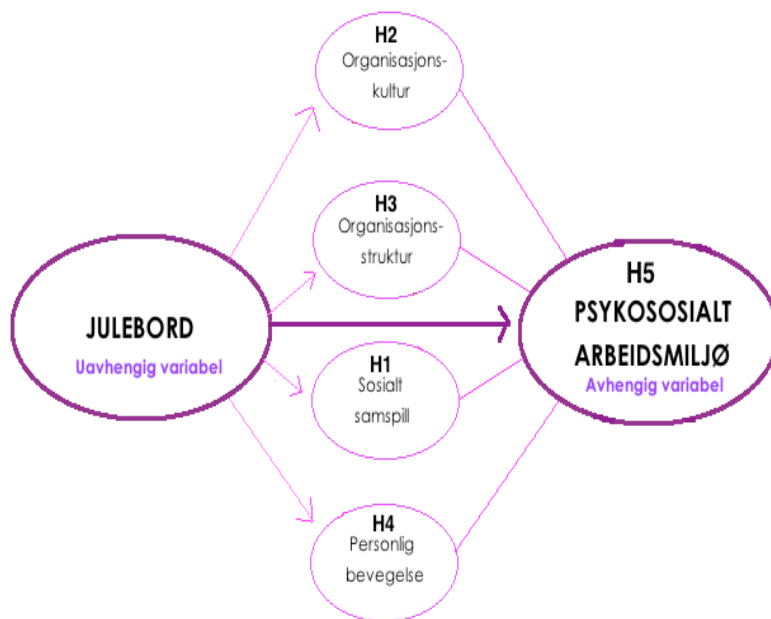 H2
Organisasjons-
kultur
H3
Organisasjons-
struktur
JULEBORD
Uavhengig variabel
H1
Sosialt
samspill
H4
Personlig
bevegelse
H5
PSYKOSOSIALT
ARBEIDSMILJØ
Avhengig variabel